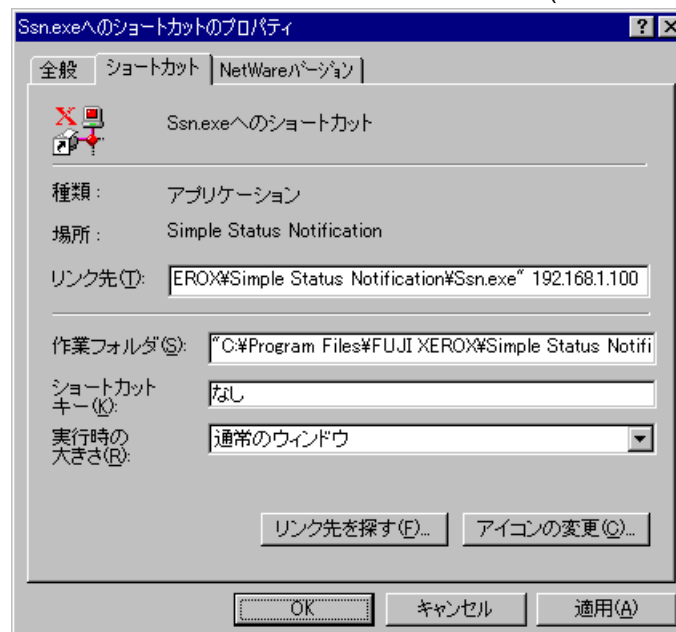 Ssn.exeへのショートカットのプロパティ
全般 ショートカット NetWareバージョン
Ssn.exeへのショートカット
種類： アプリケーション
場所： Simple Status Notification
リンク先(T): EROX¥Simple Status Notification¥Ssn.exe" 192.168.1.100
作業フォルダ(S): "C:¥Program Files¥FUJI XEROX¥Simple Status Notifi
ショートカット
キー(K): なし
実行時の
大きさ(R): 通常のウィンドウ
リンク先を探す(F)... アイコンの変更(C)...
OK キャンセル 適用(A)